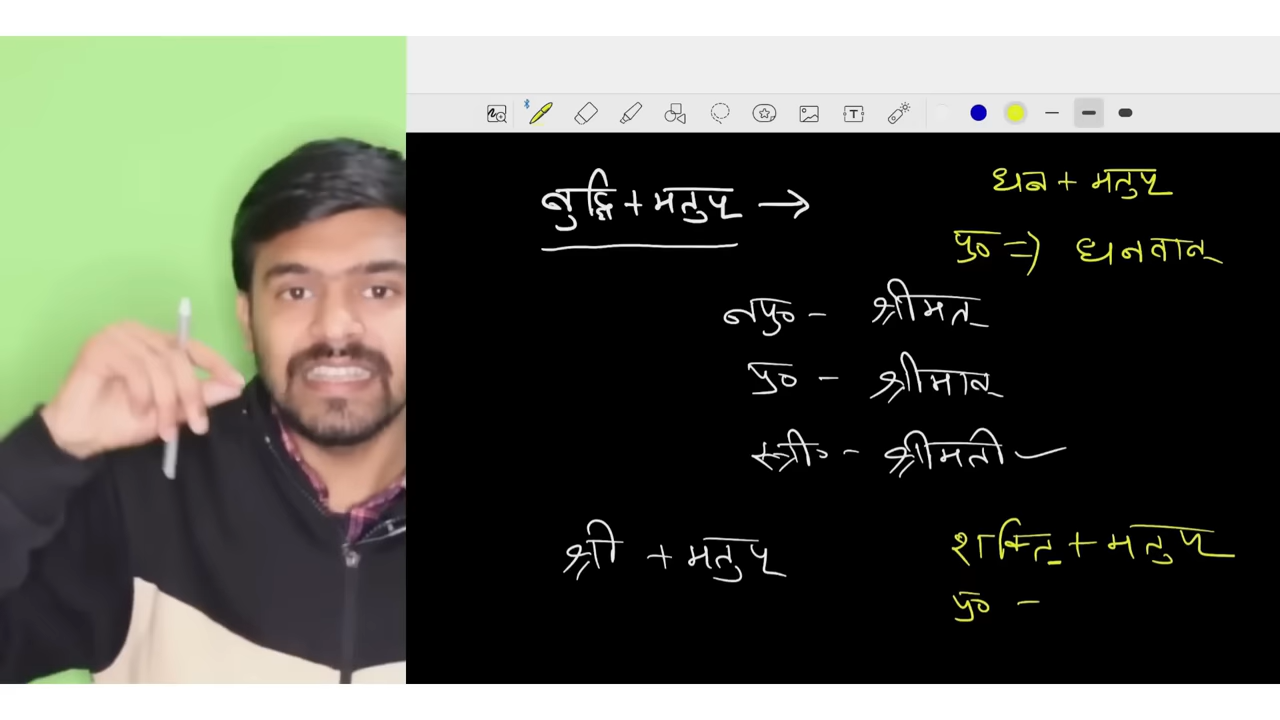 बुद्धि + मतुप् →
धन + मतुप्
पु० => धनवान्
नपु० - श्रीमत्
पु० - श्रीमान्
स्त्री० - श्रीमती
श्री + मतुप्
शक्ति + मतुप्
पु० -